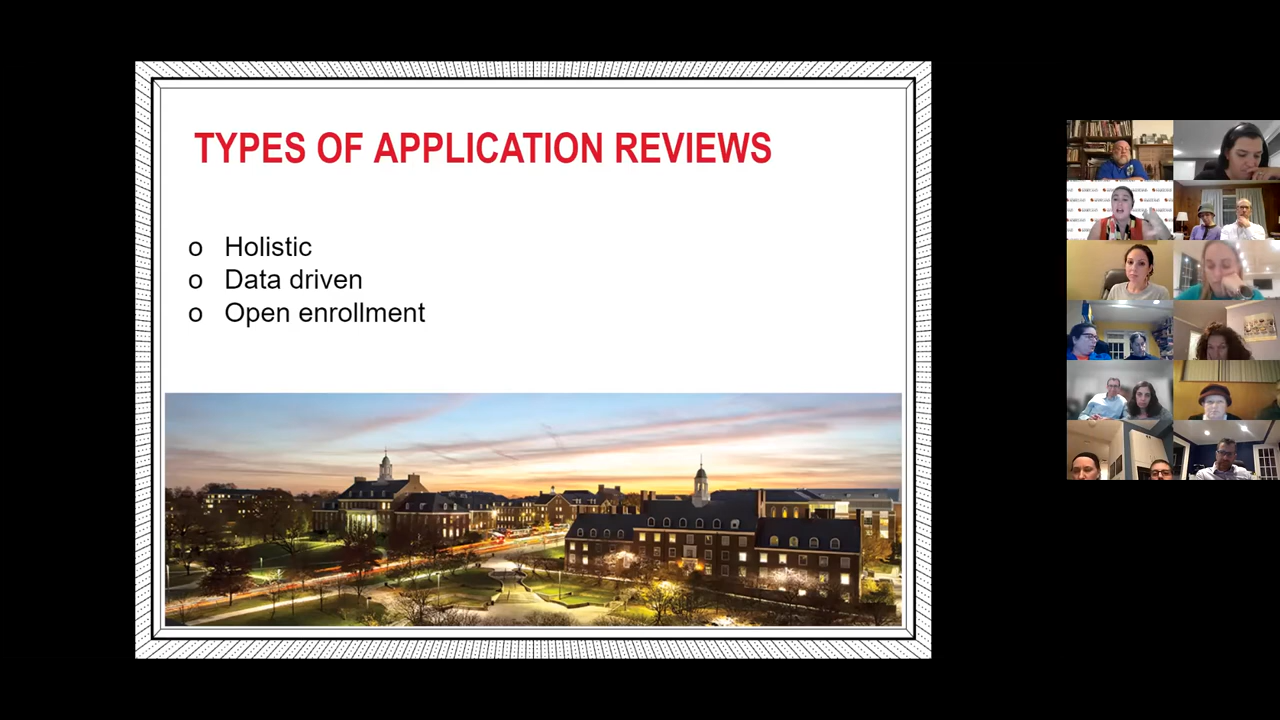 TYPES OF APPLICATION REVIEWS
o Holistic
o Data driven
o Open enrollment